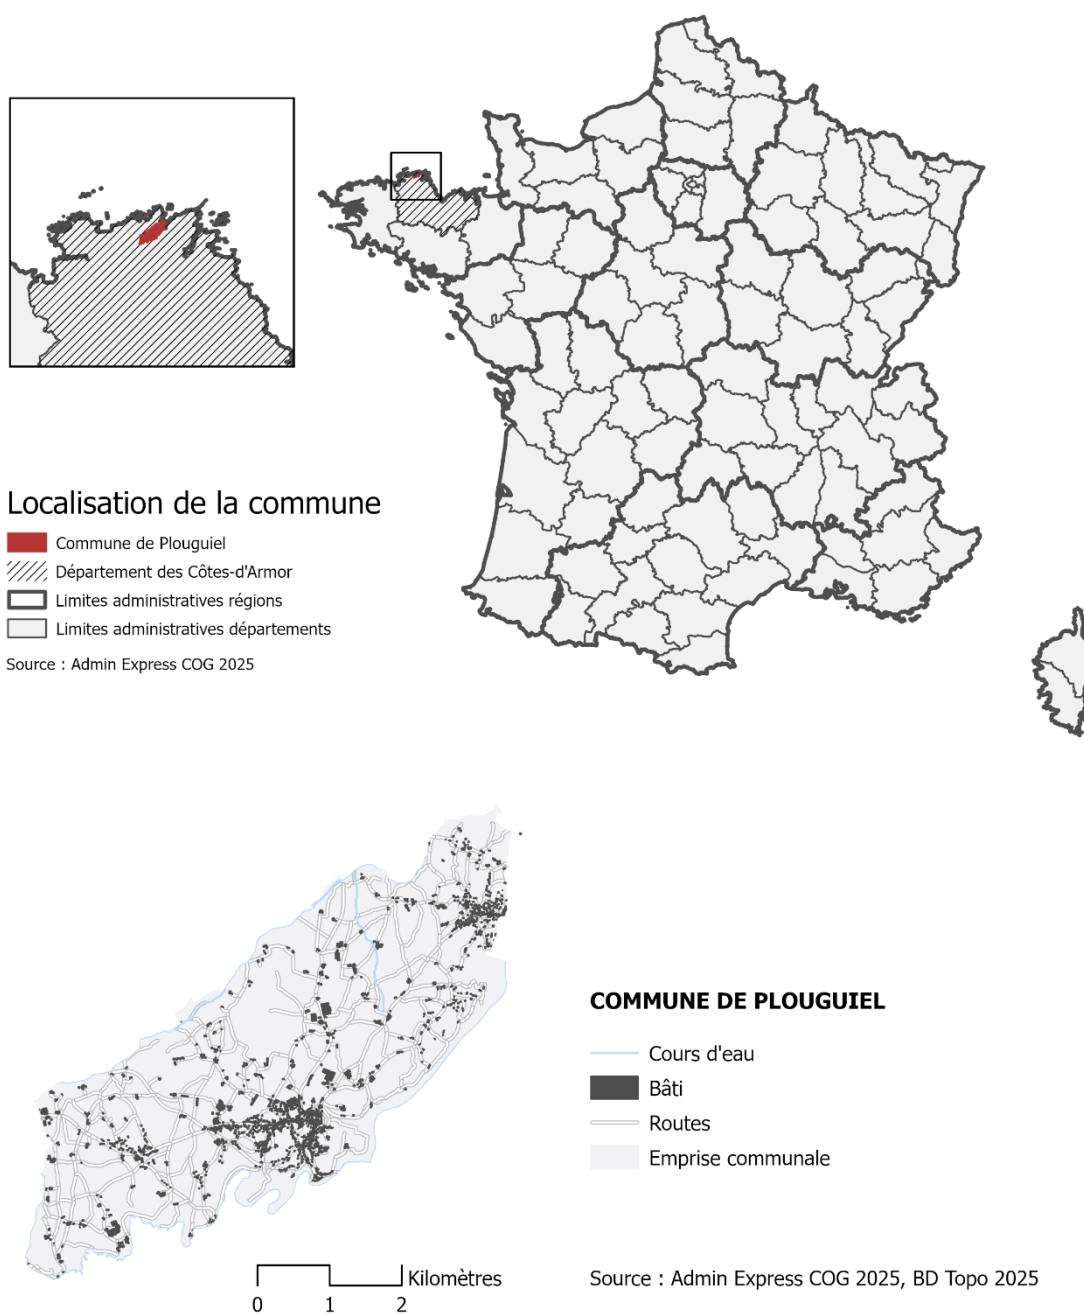 Localisation de la commune
Commune de Plouguiel
Département des Côtes-d'Armor
Limites administratives régions
Limites administratives départements
Source : Admin Express COG 2025
COMMUNE DE PLOUGUIEL
Cours d'eau
Bâti
Routes
Emprise communale
Kilomètres
0 1 2
Source : Admin Express COG 2025, BD Topo 2025